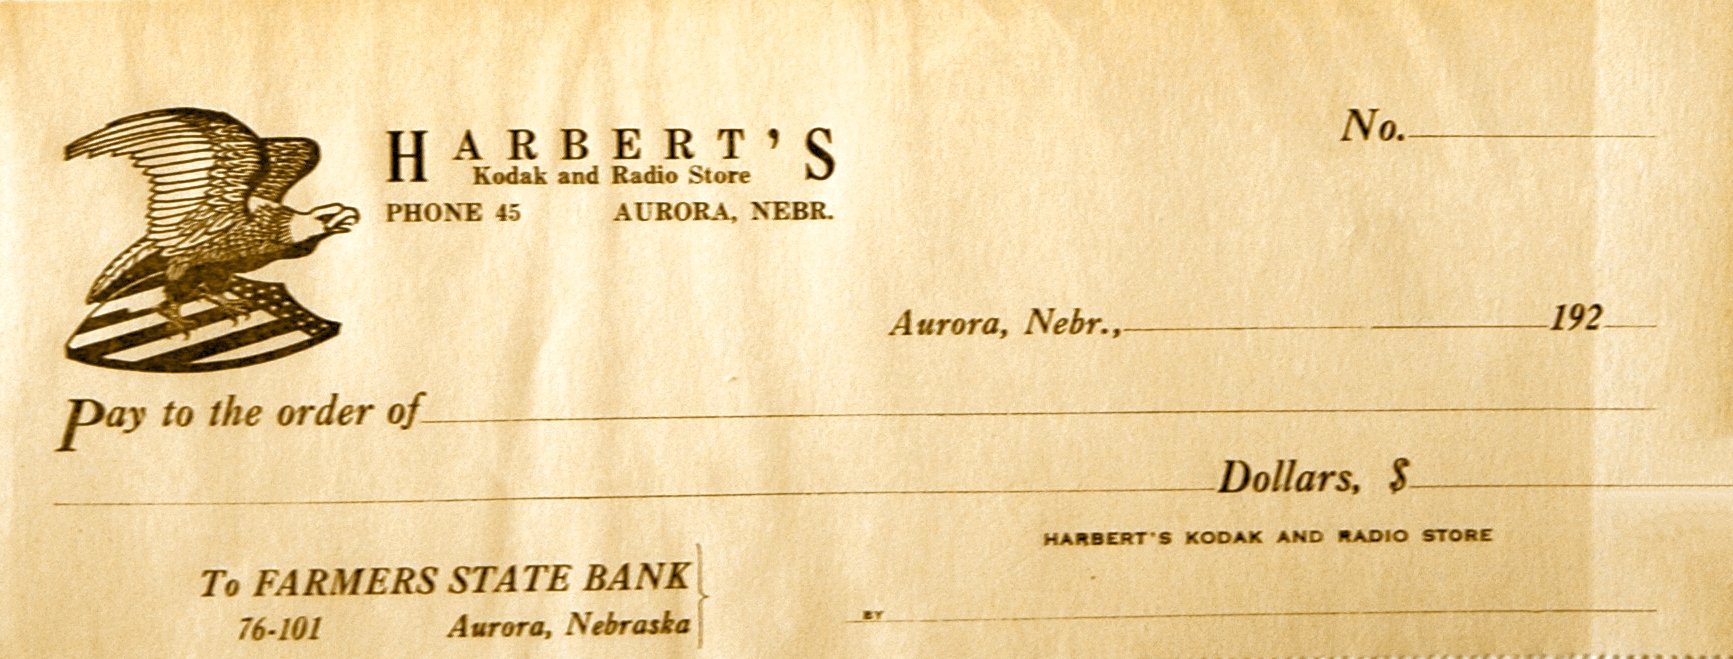 No.
HARBERT'S
Kodak and Radio Store
PHONE 45 AURORA, NEBR.
Aurora, Nebr., 192
Pay to the order of
Dollars, $
HARBERT'S KODAK AND RADIO STORE
To FARMERS STATE BANK
76-101 Aurora, Nebraska
BY